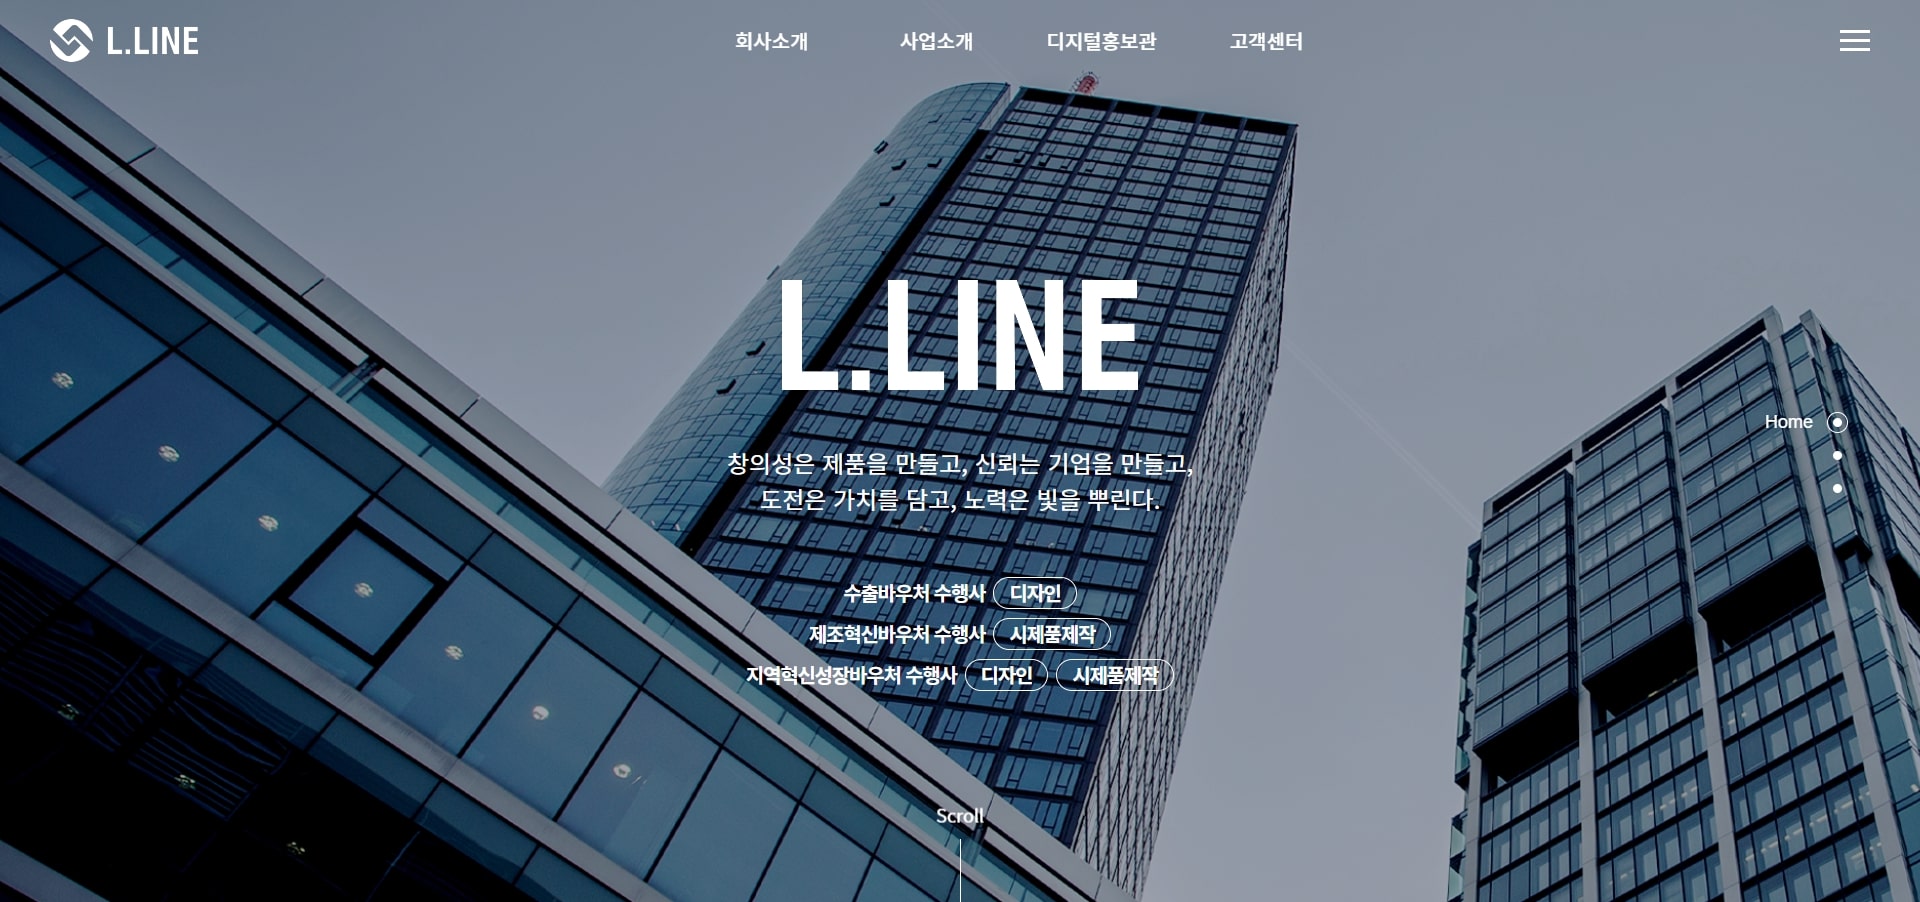 L.LINE
회사소개
사업소개
디지털홍보관
고객센터
L.LINE
창의성은 제품을 만들고, 신뢰는 기업을 만들고,
도전은 가치를 담고, 노력은 빛을 뿌린다.
Home
수출바우처 수행사 디자인
제조혁신바우처 수행사 시제품제작
지역혁신성장바우처 수행사 디자인 시제품제작
Scroll